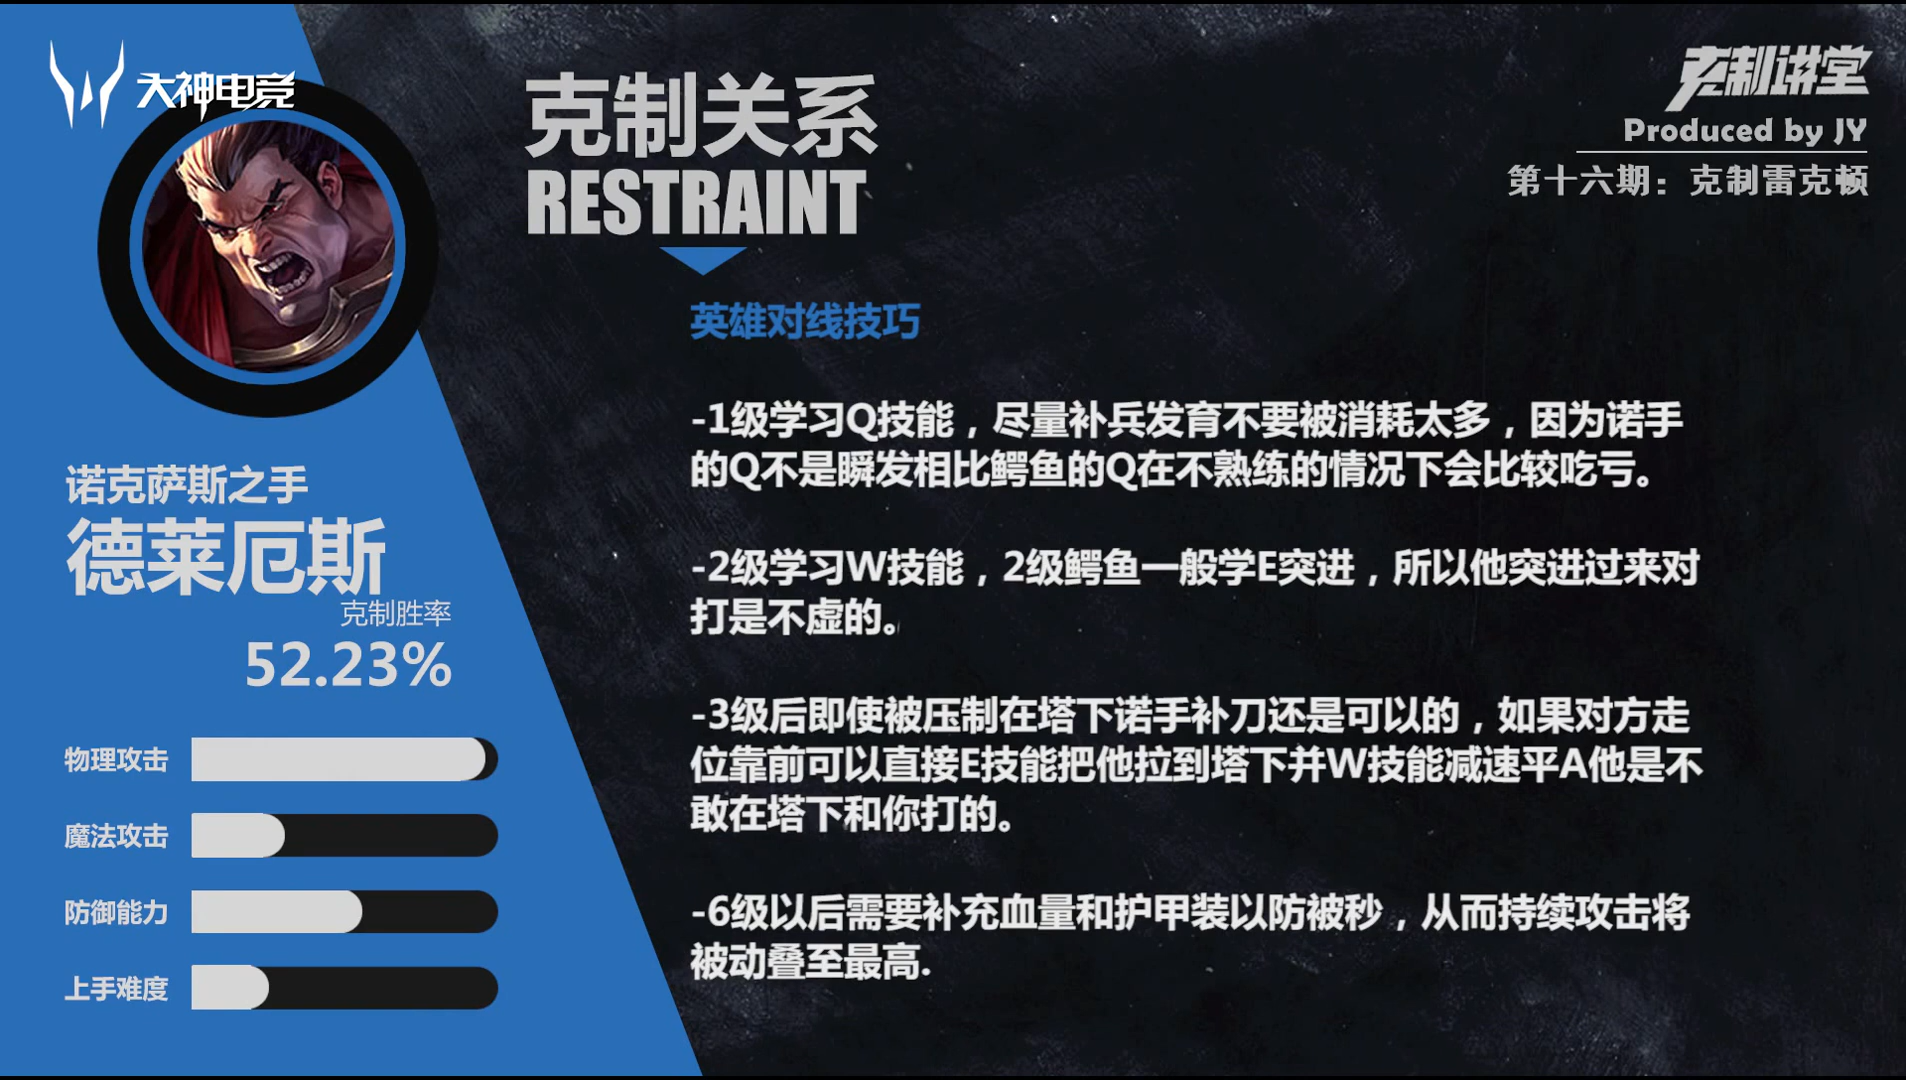 大神电竞
克制关系
RESTRAINT
克制讲堂
Produced by JY
第十六期：克制雷克顿
英雄对线技巧
-1级学习Q技能，尽量补兵发育不要被消耗太多，因为诺手
的Q不是瞬发相比鳄鱼的Q在不熟练的情况下会比较吃亏。
-2级学习W技能，2级鳄鱼一般学E突进，所以他突进过来对
打是不虚的。
-3级后即使被压制在塔下诺手补刀还是可以的，如果对方走
位靠前可以直接E技能把他拉到塔下并W技能减速平A他是不
敢在塔下和你打的。
-6级以后需要补充血量和护甲装以防被秒，从而持续攻击将
被动叠至最高.
诺克萨斯之手
德莱厄斯
克制胜率
52.23%
物理攻击
魔法攻击
防御能力
上手难度